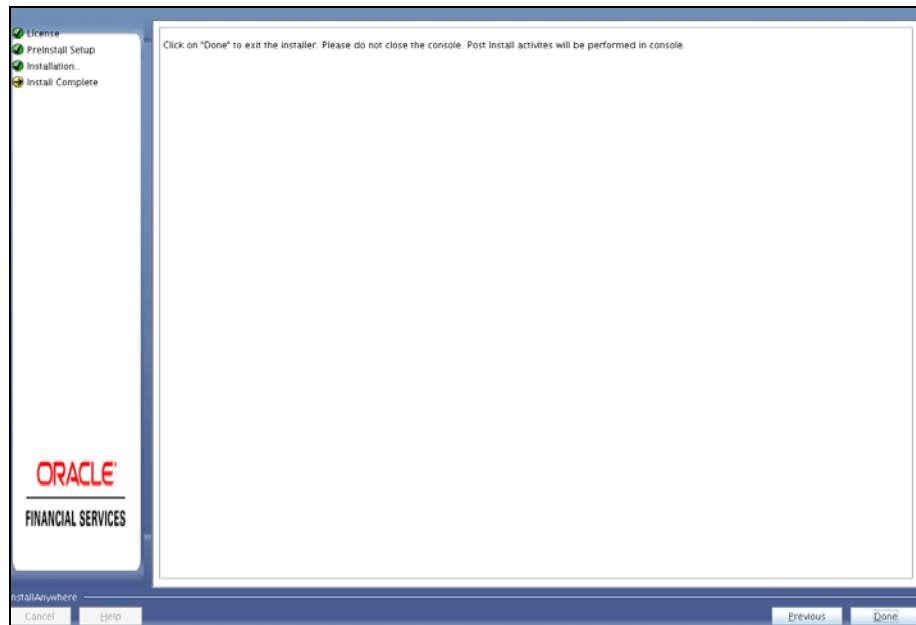 License
Preinstall Setup
Installation..
Install Complete
Click on "Done" to exit the installer. Please do not close the console. Post Install activites will be performed in console.
ORACLE
FINANCIAL SERVICES
nstallAnywhere
Cancel
Help
Previous
Done